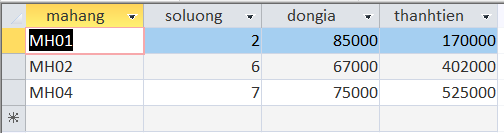 mahang soluong dongia thanhtien
MH01 2 85000 170000
MH02 6 67000 402000
MH04 7 75000 525000